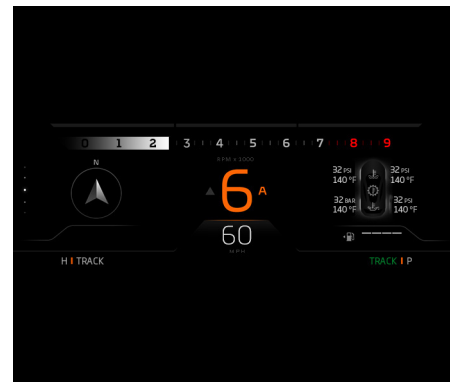 0 1 2 3 4 5 6 7 8 9
RPM x 1000
N
6 A
32 PSI 32 PSI
140 °F 140 °F
32 BAR 32 PSI
140 °F 140 °F
60
MPH
H I TRACK
TRACK I P